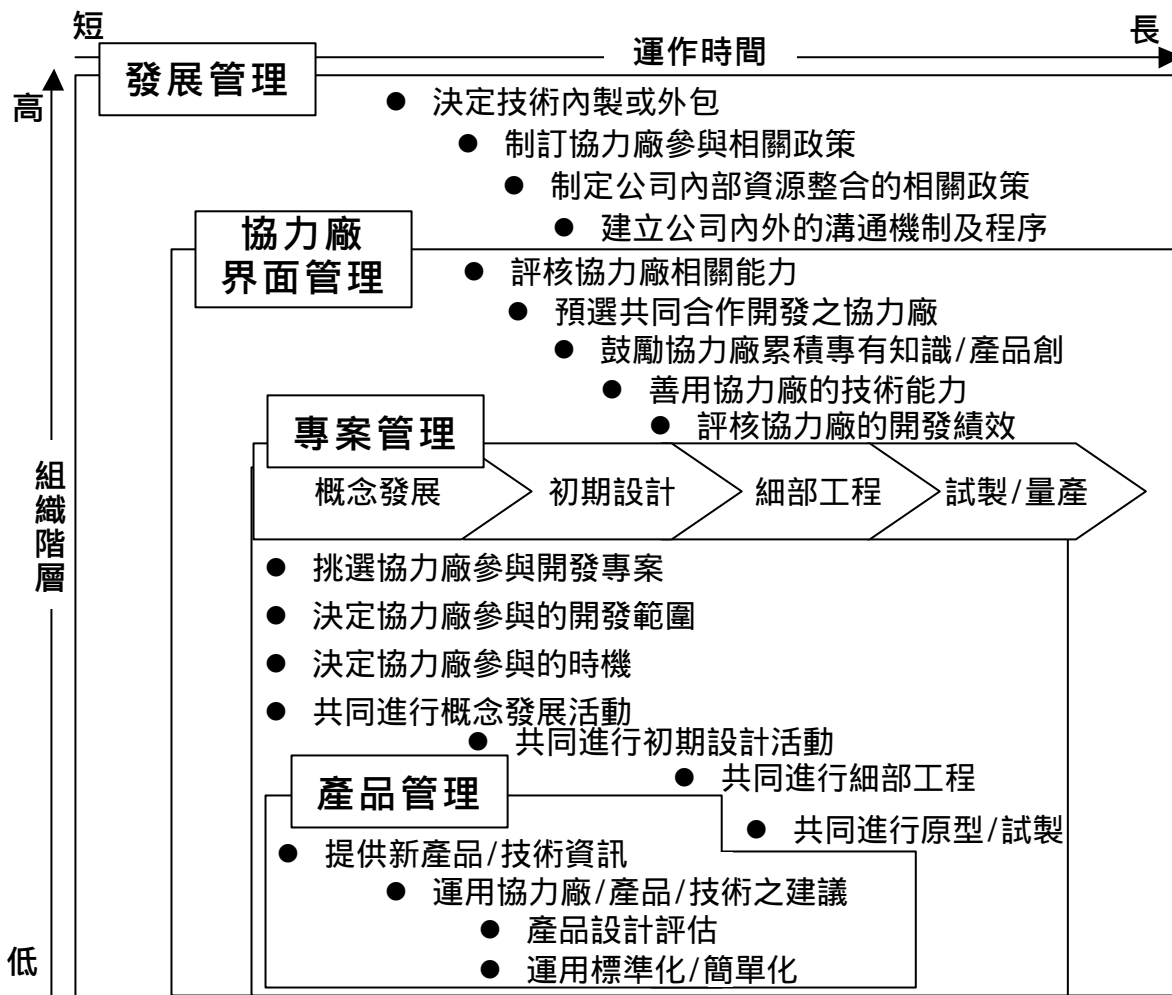 短
運作時間
長
發展管理
高
● 決定技術內製或外包
● 制訂協力廠參與相關政策
● 制定公司內部資源整合的相關政策
● 建立公司內外的溝通機制及程序
協力廠
界面管理
● 評核協力廠相關能力
● 預選共同合作開發之協力廠
● 鼓勵協力廠累積專有知識/產品創
● 善用協力廠的技術能力
● 評核協力廠的開發績效
專案管理
組織階層
概念發展
初期設計
細部工程
試製/量產
● 挑選協力廠參與開發專案
● 決定協力廠參與的開發範圍
● 決定協力廠參與的時機
● 共同進行概念發展活動
● 共同進行初期設計活動
● 共同進行細部工程
● 共同進行原型/試製
產品管理
● 提供新產品/技術資訊
● 運用協力廠/產品/技術之建議
● 產品設計評估
● 運用標準化/簡單化
低